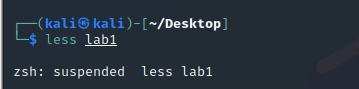 ┌──(kali㉿kali)-[~/Desktop]
└─$ less lab1
zsh: suspended  less lab1